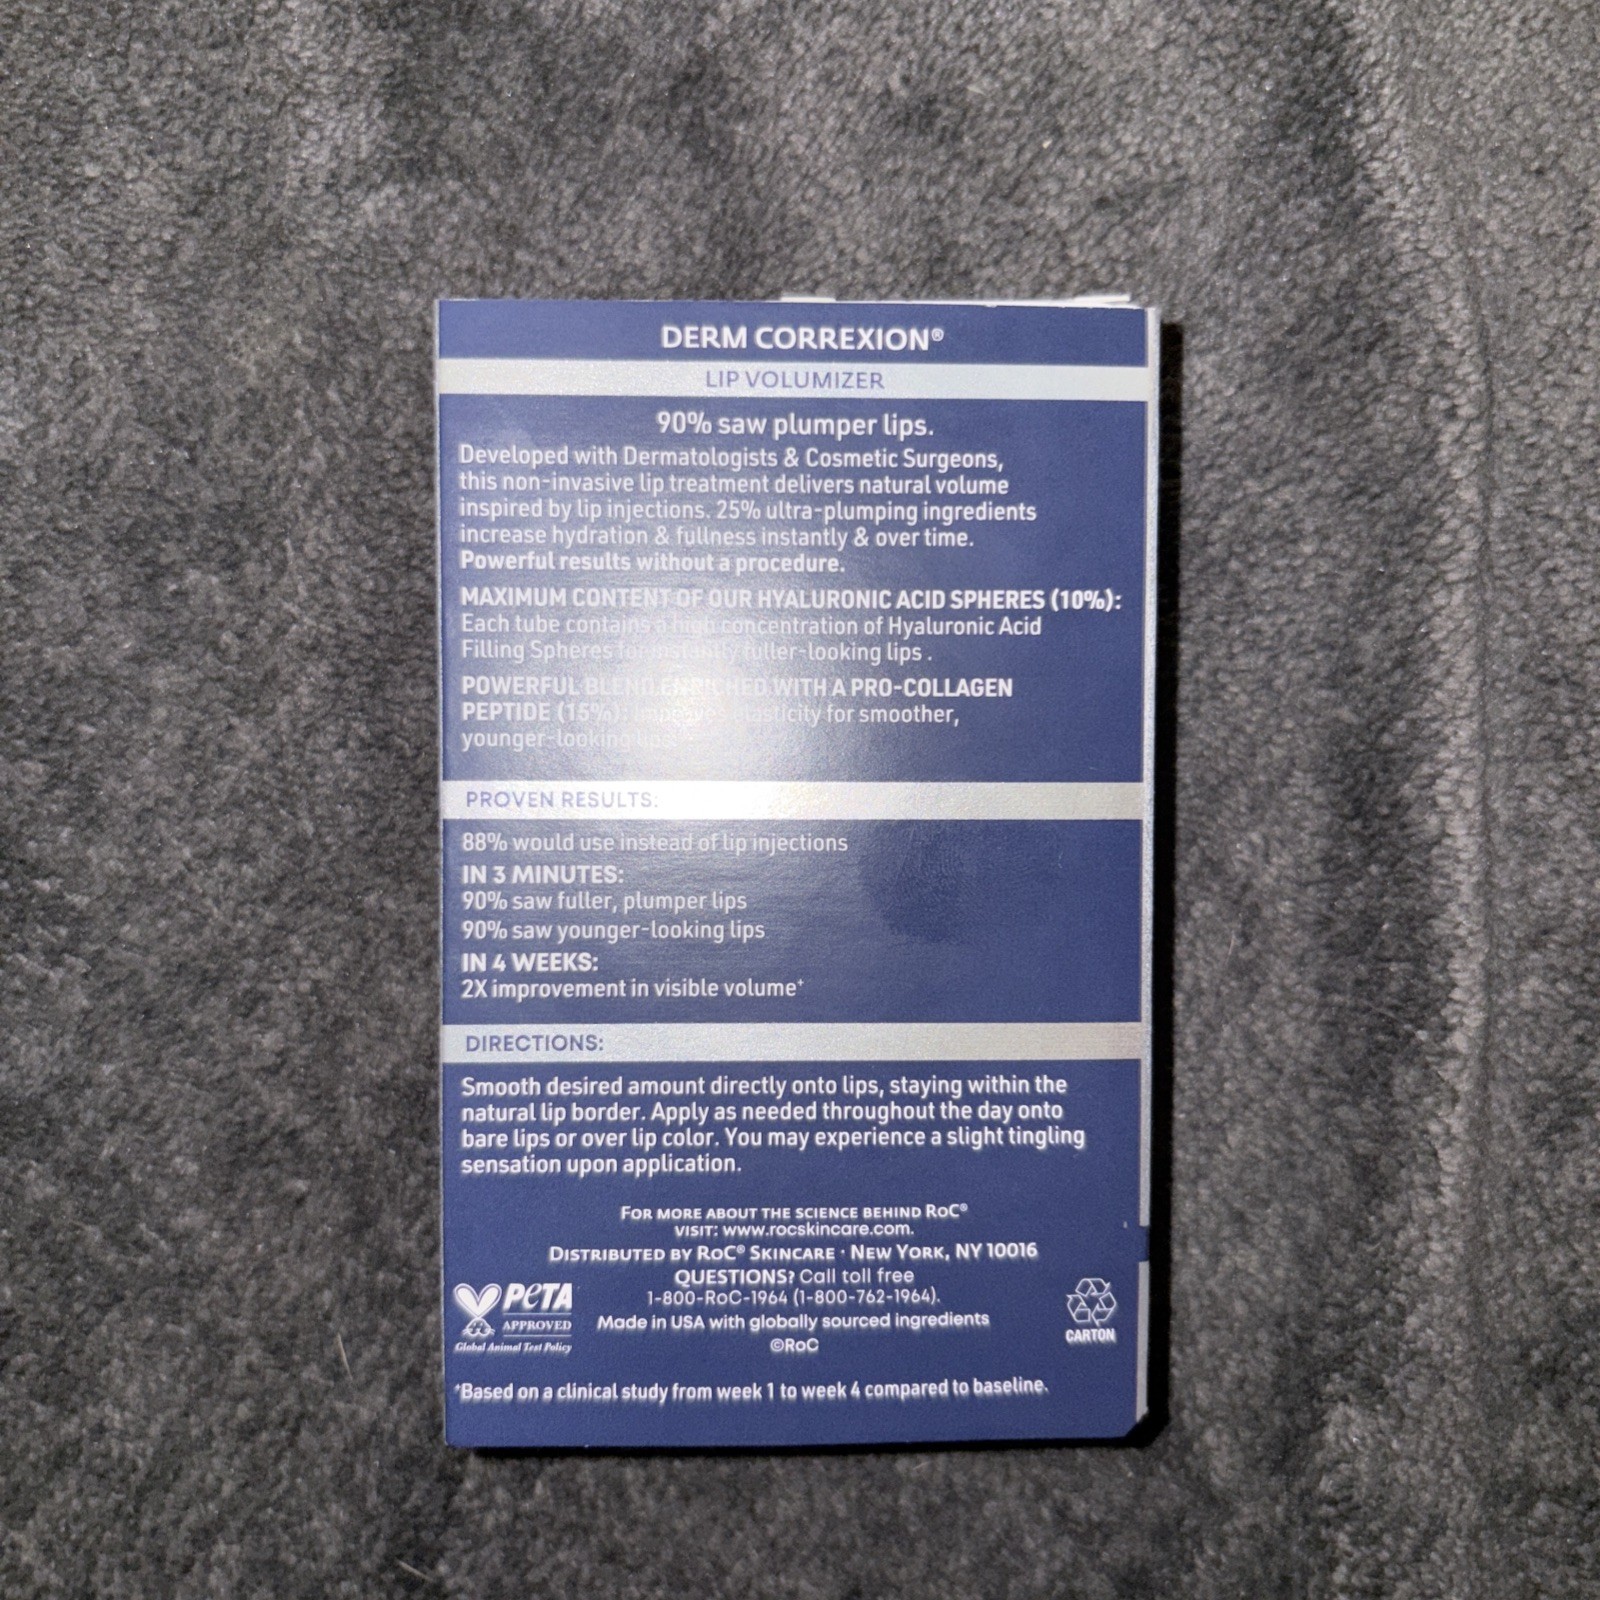 DERM CORREXION®
LIP VOLUMIZER
90% saw plumper lips.
Developed with Dermatologists & Cosmetic Surgeons,
this non-invasive lip treatment delivers natural volume
inspired by lip injections. 25% ultra-plumping ingredients
increase hydration & fullness instantly & over time.
Powerful results without a procedure.
MAXIMUM CONTENT OF OUR HYALURONIC ACID SPHERES (10%):
Each tube contains a high concentration of Hyaluronic Acid
Filling Spheres for instantly fuller-looking lips .
POWERFUL BLEND ENRICHED WITH A PRO-COLLAGEN
PEPTIDE (15%): Improves elasticity for smoother,
younger-looking lips.
PROVEN RESULTS:
88% would use instead of lip injections
IN 3 MINUTES:
90% saw fuller, plumper lips
90% saw younger-looking lips
IN 4 WEEKS:
2X improvement in visible volume⁺
DIRECTIONS:
Smooth desired amount directly onto lips, staying within the
natural lip border. Apply as needed throughout the day onto
bare lips or over lip color. You may experience a slight tingling
sensation upon application.
FOR MORE ABOUT THE SCIENCE BEHIND RoC®
VISIT: www.rocskincare.com.
DISTRIBUTED BY RoC® SKINCARE · NEW YORK, NY 10016
QUESTIONS? Call toll free
1-800-RoC-1964 (1-800-762-1964).
Made in USA with globally sourced ingredients
©RoC
PETA
APPROVED
Global Animal Test Policy
CARTON
⁺Based on a clinical study from week 1 to week 4 compared to baseline.